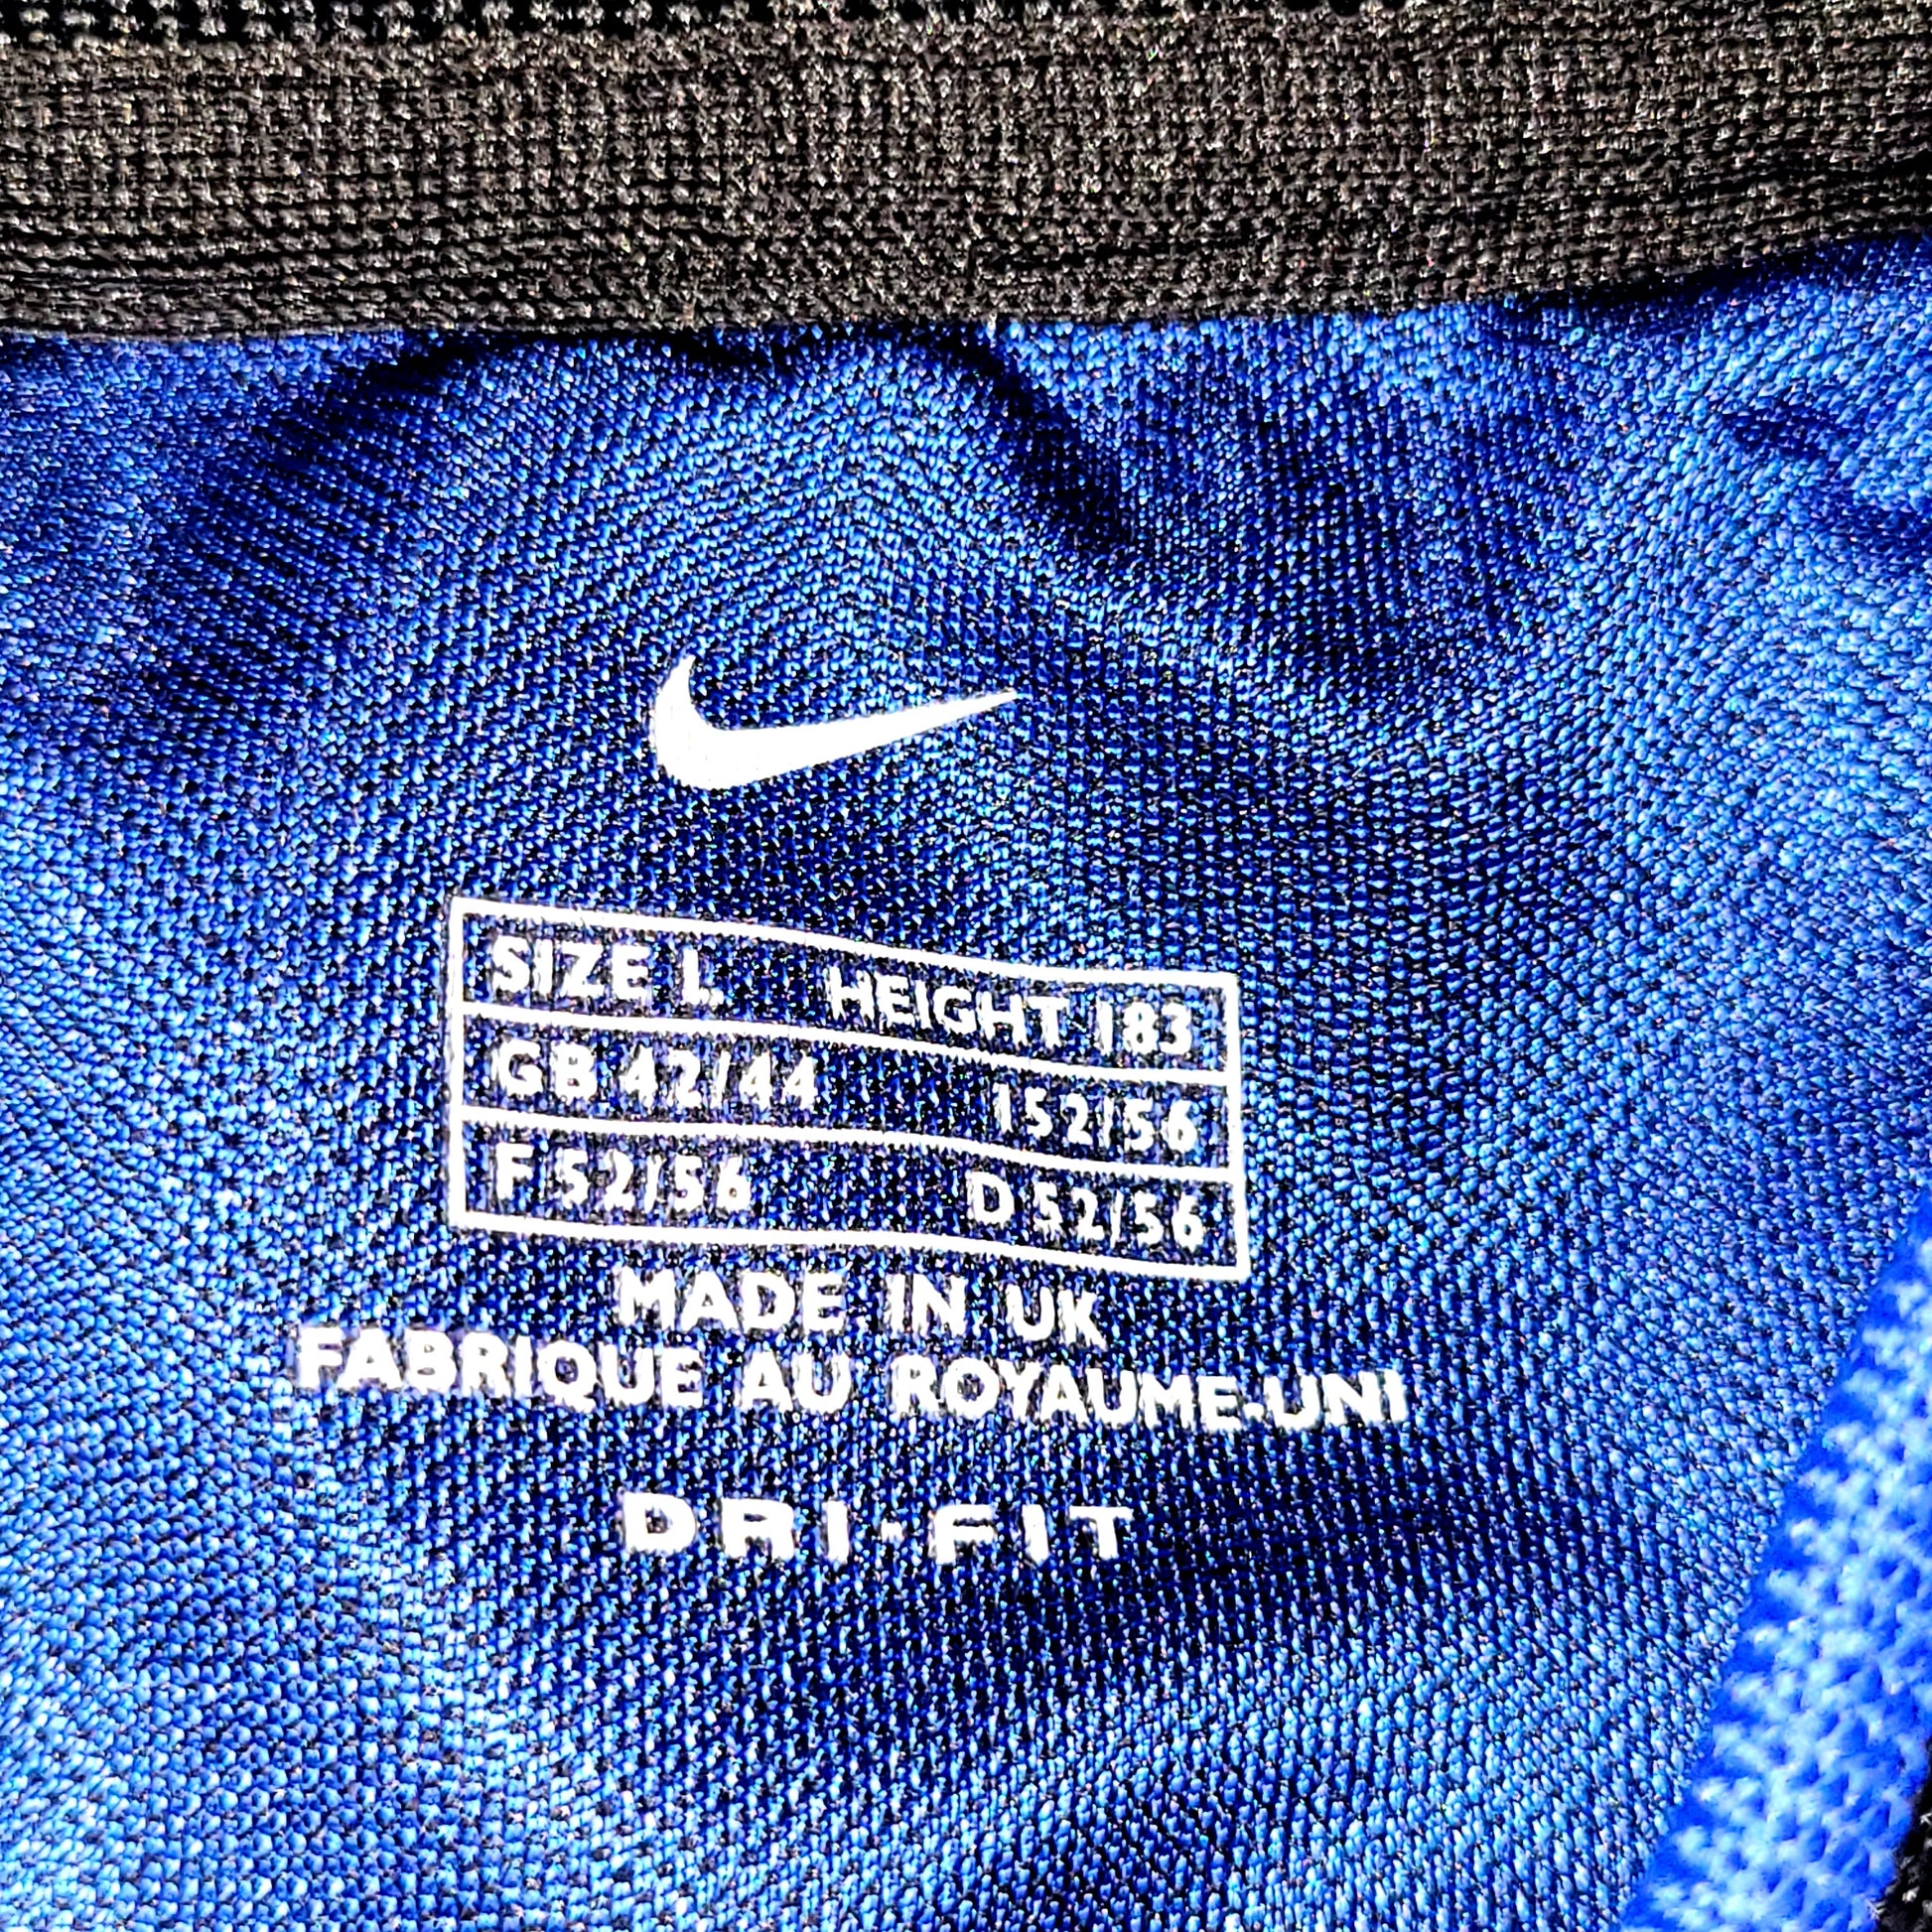 SIZE L HEIGHT 183
GB 42/44 152/56
F 52/56 D 52/56
MADE IN UK
FABRIQUE AU ROYAUME-UNI
DRI-FIT